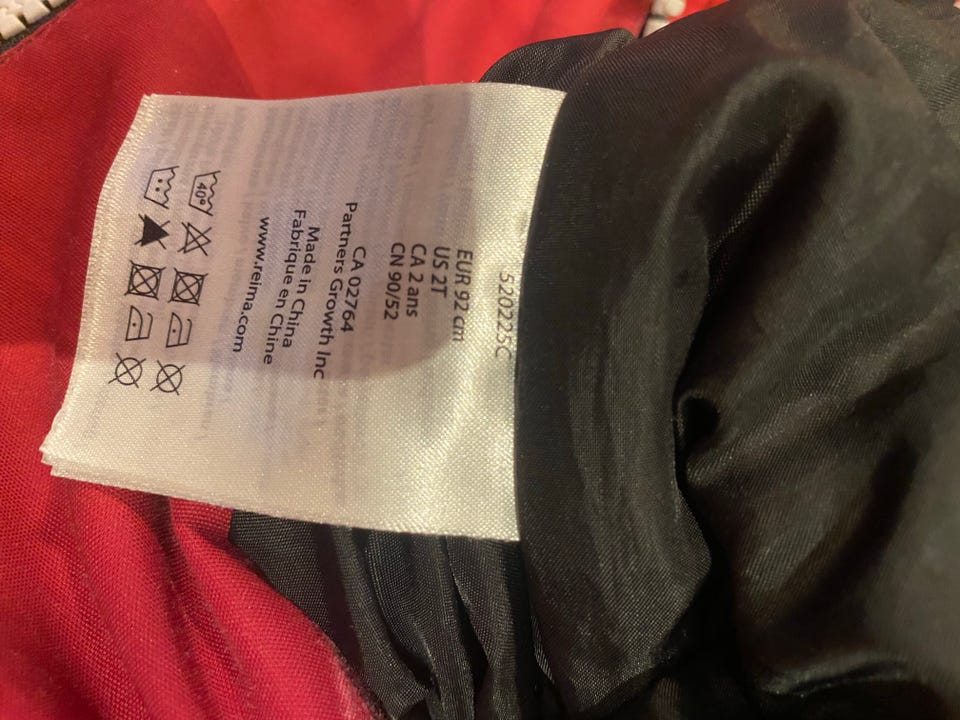 520225C
EUR 92 cm
US 2T
CA 2 ans
CN 90/52
CA 02764
Partners Growth Inc
Made in China
Fabrique en Chine
www.reima.com
40°